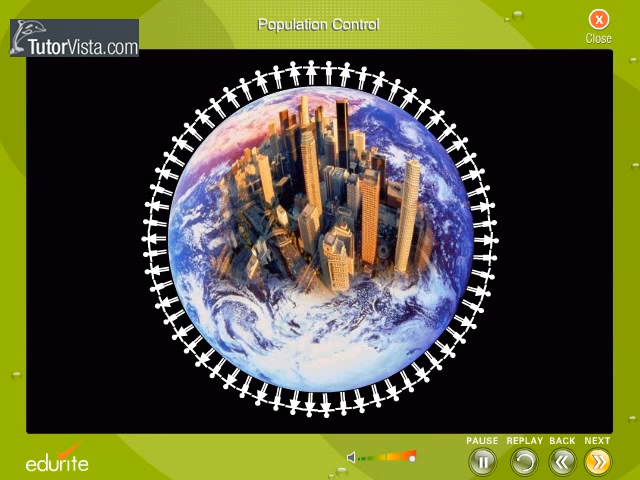 Population Control
TutorVista.com
Close
PAUSE REPLAY BACK NEXT
edurite